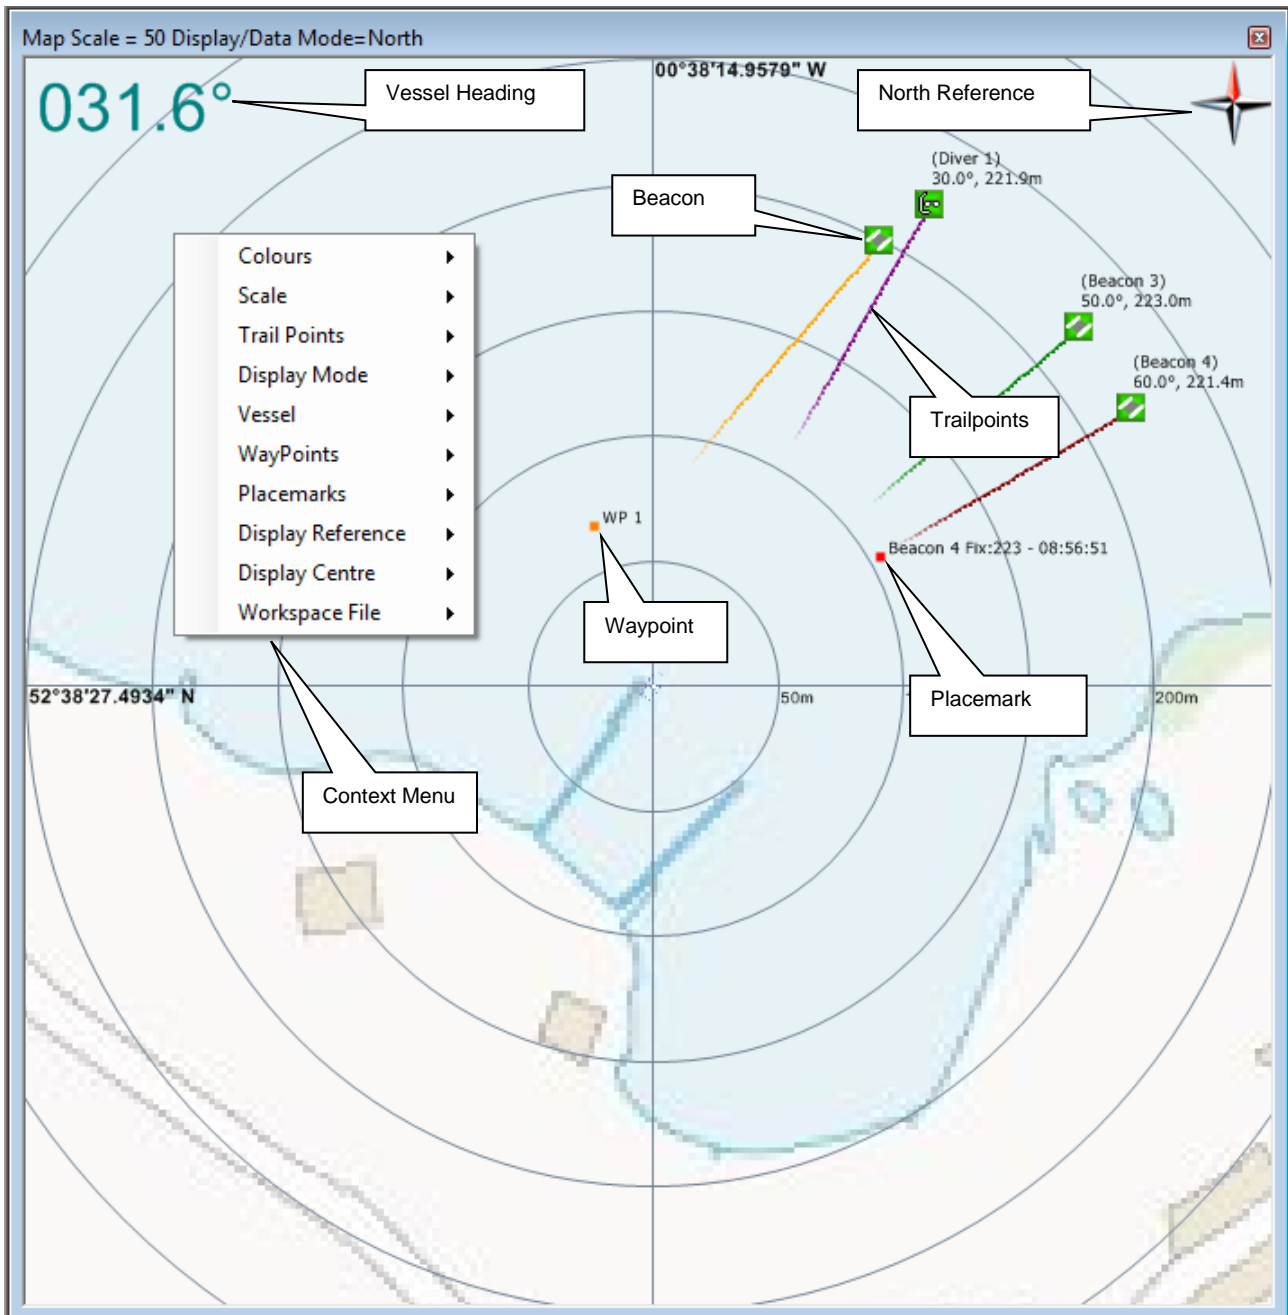 Map Scale = 50 Display/Data Mode=North
031.6°
Vessel Heading
00°38'14.9579" W
North Reference
(Diver 1)
30.0°, 221.9m
Beacon
Colours
Scale
Trail Points
Display Mode
Vessel
WayPoints
Placemarks
Display Reference
Display Centre
Workspace File
(Beacon 3)
50.0°, 223.0m
(Beacon 4)
60.0°, 221.4m
Trailpoints
WP 1
Beacon 4 Fix:223 - 08:56:51
Waypoint
Placemark
52°38'27.4934" N
50m
200m
Context Menu